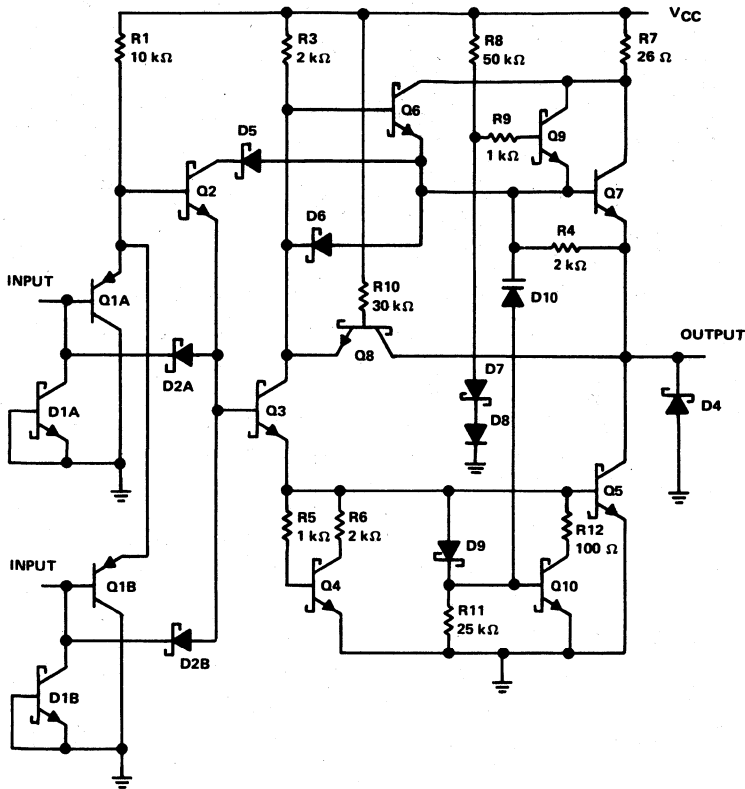 VCC
R1
10 kΩ
R3
2 kΩ
R8
50 kΩ
R7
26 Ω
Q6
R9
1 kΩ
Q9
D5
Q2
Q7
D6
R4
2 kΩ
INPUT
Q1A
R10
30 kΩ
D10
OUTPUT
Q8
D2A
D7
D1A
Q3
D8
D4
Q5
R5
1 kΩ
R6
2 kΩ
R12
100 Ω
D9
INPUT
Q1B
Q4
Q10
R11
25 kΩ
D2B
D1B